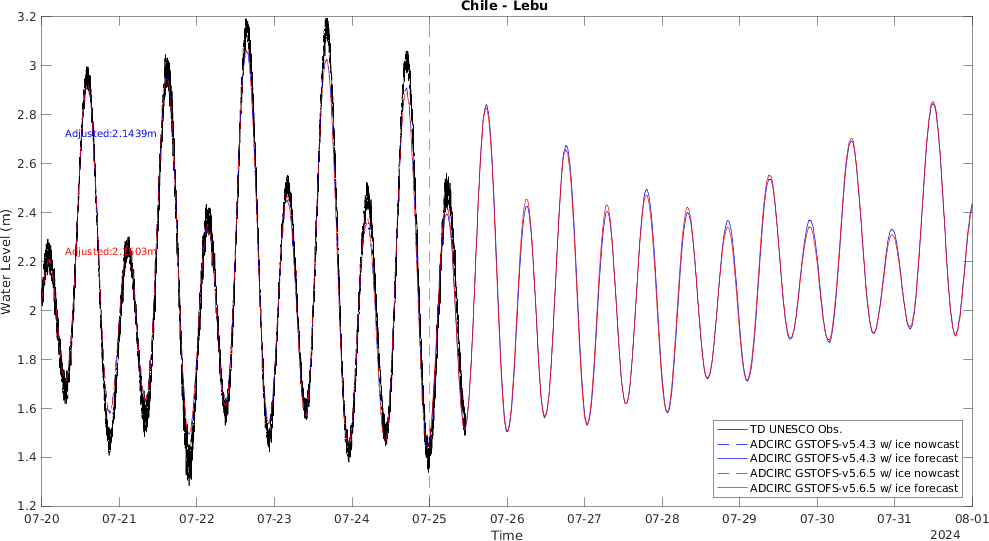 Chile - Lebu
3.2
3
2.8
2.6
2.4
2.2
2
1.8
1.6
1.4
1.2
Water Level (m)
Adjusted:2.1439m
07-20
07-21
07-22
07-23
07-24
07-25
07-26
07-27
07-28
07-29
07-30
07-31
08-01
Time
2024
TD UNESCO Obs.
ADCIRC GSTOFS-v5.4.3 w/ ice nowcast
ADCIRC GSTOFS-v5.4.3 w/ ice forecast
ADCIRC GSTOFS-v5.6.5 w/ ice nowcast
ADCIRC GSTOFS-v5.6.5 w/ ice forecast